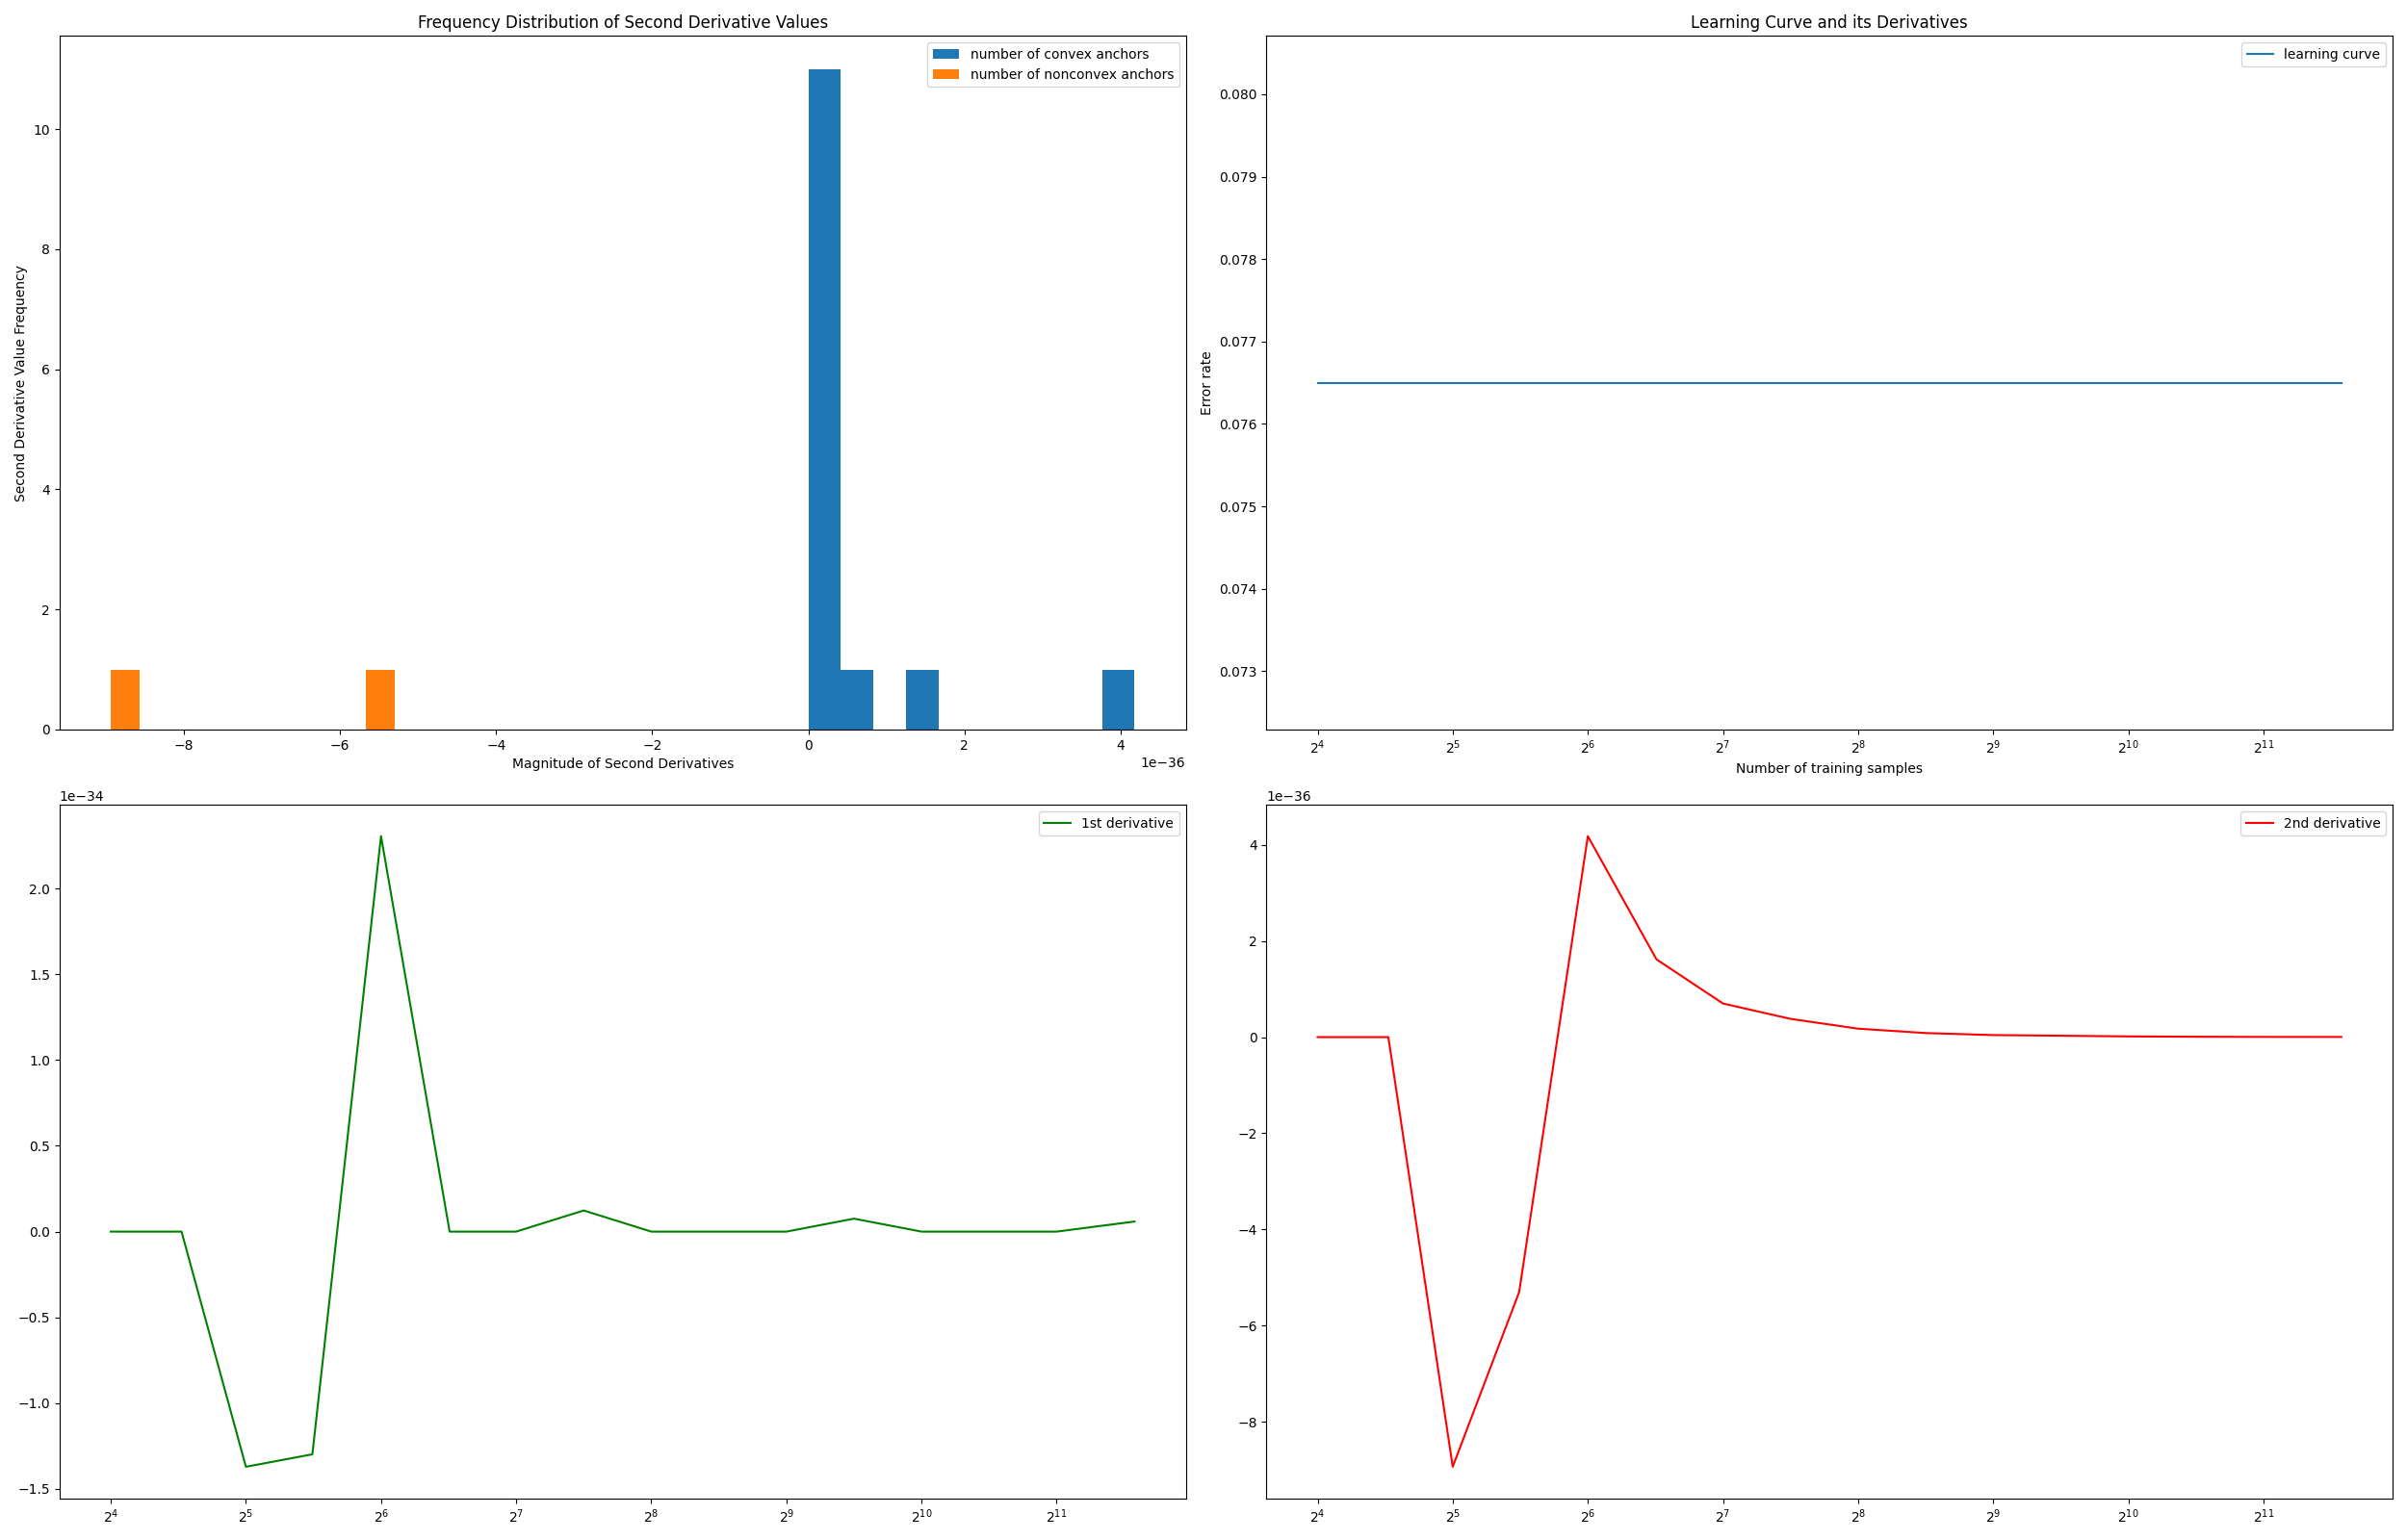 Frequency Distribution of Second Derivative Values
number of convex anchors
number of nonconvex anchors
Second Derivative Value Frequency
10
8
6
4
2
0
−8 −6 −4 −2 0 2 4
1e−36
Magnitude of Second Derivatives
Learning Curve and its Derivatives
learning curve
Error rate
0.080
0.079
0.078
0.077
0.076
0.075
0.074
0.073
2^4 2^5 2^6 2^7 2^8 2^9 2^10 2^11
Number of training samples
1e−34
1st derivative
2.0
1.5
1.0
0.5
0.0
−0.5
−1.0
−1.5
2^4 2^5 2^6 2^7 2^8 2^9 2^10 2^11
1e−36
2nd derivative
4
2
0
−2
−4
−6
−8
2^4 2^5 2^6 2^7 2^8 2^9 2^10 2^11